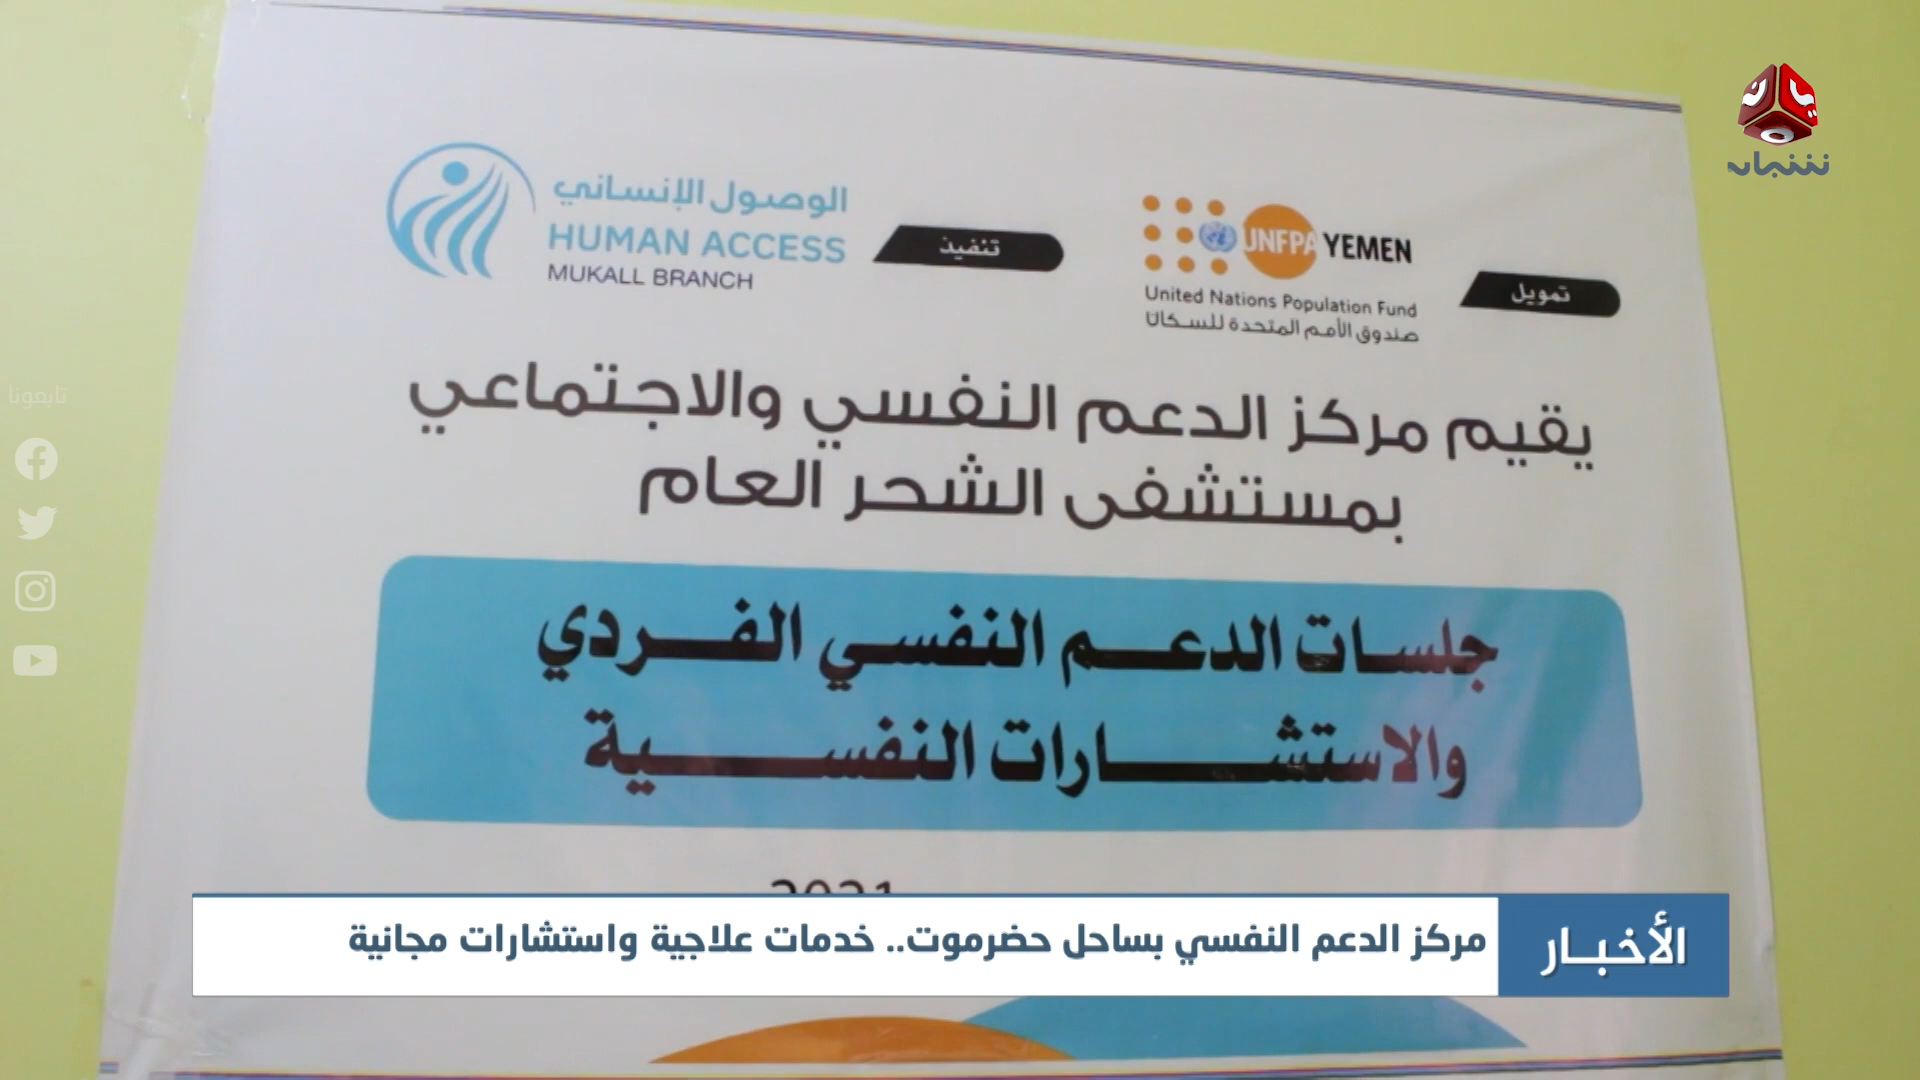 الوصول الإنساني
HUMAN ACCESS
MUKALL BRANCH
تنفيذ
UNFPA YEMEN
United Nations Population Fund
صندوق الأمم المتحدة للسكان
تمويل
يقيم مركز الدعم النفسي والاجتماعي
بمستشفى الشحر العام
جلسات الدعم النفسي الفردي
والاستشارات النفسية
2021
الأخبار
مركز الدعم النفسي بساحل حضرموت.. خدمات علاجية واستشارات مجانية
تابعونا
يمن
شباب